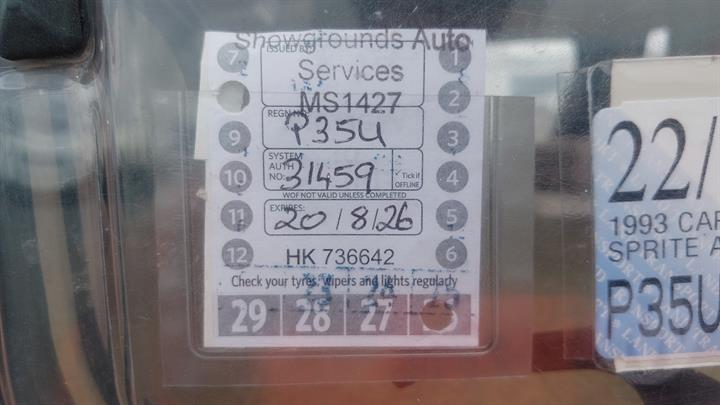 Showgrounds Auto
ISSUED BY:
Services
MS1427
7
1
2
REGN NO:
P35U
9
3
SYSTEM
AUTH
NO:
31459
✓ Tick if
OFFLINE
10
4
WOF NOT VALID UNLESS COMPLETED
EXPIRES:
20/8/26
11
5
12
HK 736642
6
Check your tyres, wipers and lights regularly
29 28 27
22/
1993 CAR
SPRITE A
P35U